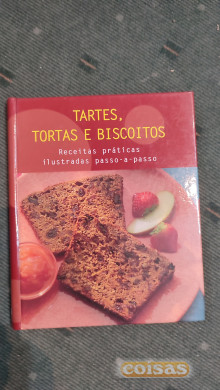 TARTES,
TORTAS E BISCOITOS
Receitas práticas
ilustradas passo-a-passo
coisas